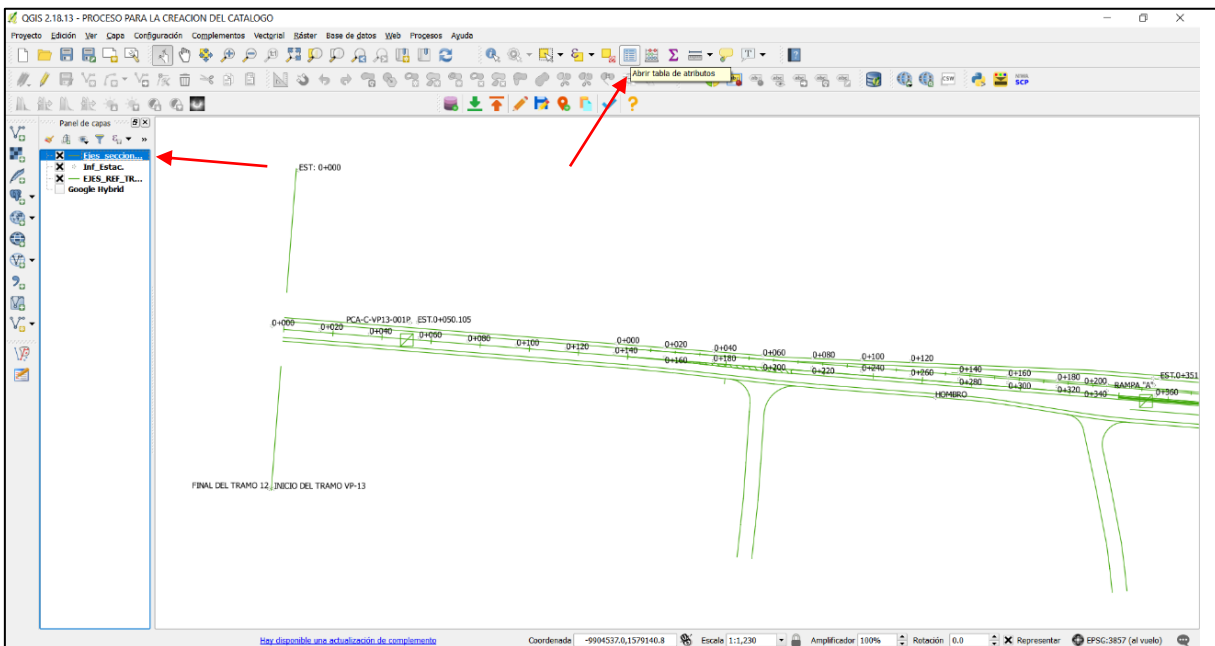 QGIS 2.18.13 - PROCESO PARA LA CREACION DEL CATALOGO
Proyecto Edición Ver Capa Configuración Complementos Vectorial Ráster Base de datos Web Procesos Ayuda
Abrir tabla de atributos
CSW
SCP
Panel de capas
Ejes_seccion...
Inf_Estac.
EJES_REF_TR...
Google Hybrid
EST: 0+000
PCA-C-VP13-001P EST.0+050.105
0+000 0+020 0+040 0+060 0+080 0+100 0+120 0+140 0+160 0+180 0+200 0+220 0+240 0+260 0+280 0+300 0+320 0+340 0+360
0+000 0+020 0+040 0+060 0+080 0+100 0+120 0+140 0+160 0+180 0+200
EST.0+351
RAMPA "A"
HOMBRO
FINAL DEL TRAMO 12 INICIO DEL TRAMO VP-13
Hay disponible una actualización de complemento Coordenada -9904537.0,1579140.8 Escala 1:1,230 Amplificador 100% Rotación 0.0 Representar EPSG:3857 (al vuelo)